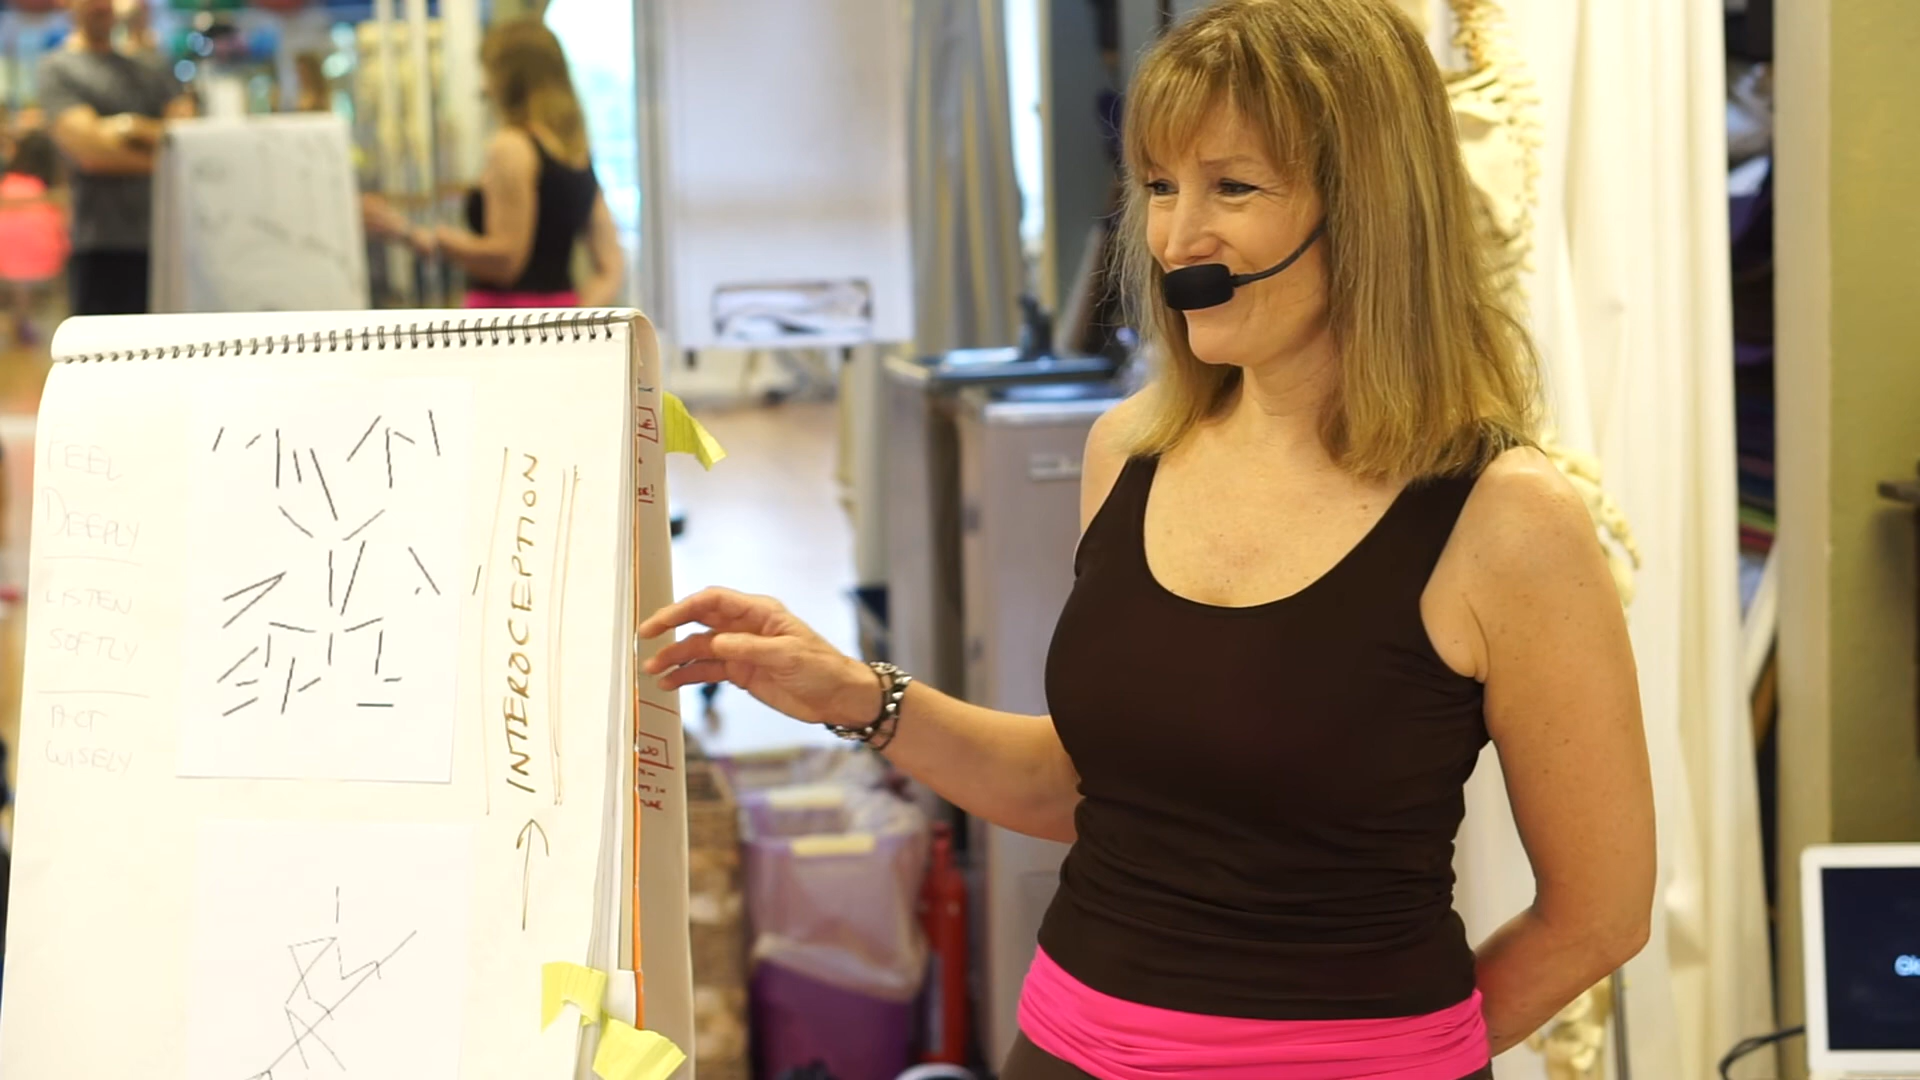 FEEL
DEEPLY
LISTEN
SOFTLY
ACT
WISELY
INTEROCEPTION